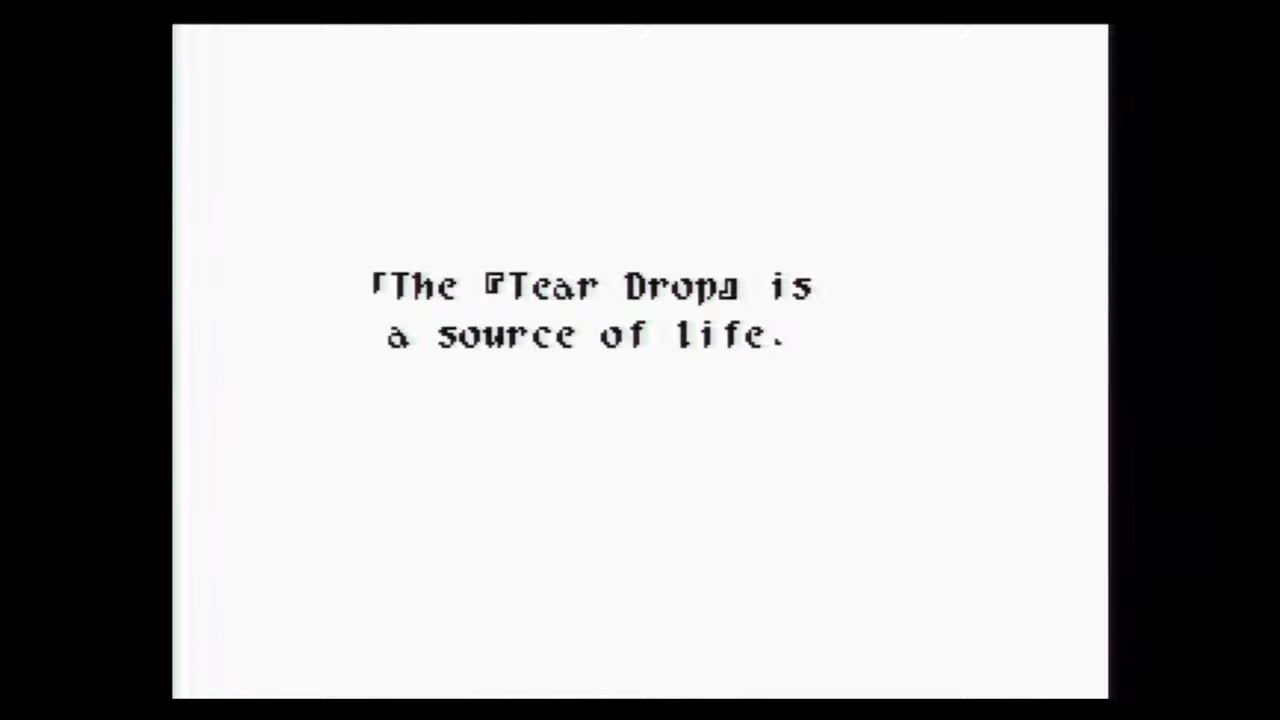 「The 『Tear Drop』 is
a source of life.